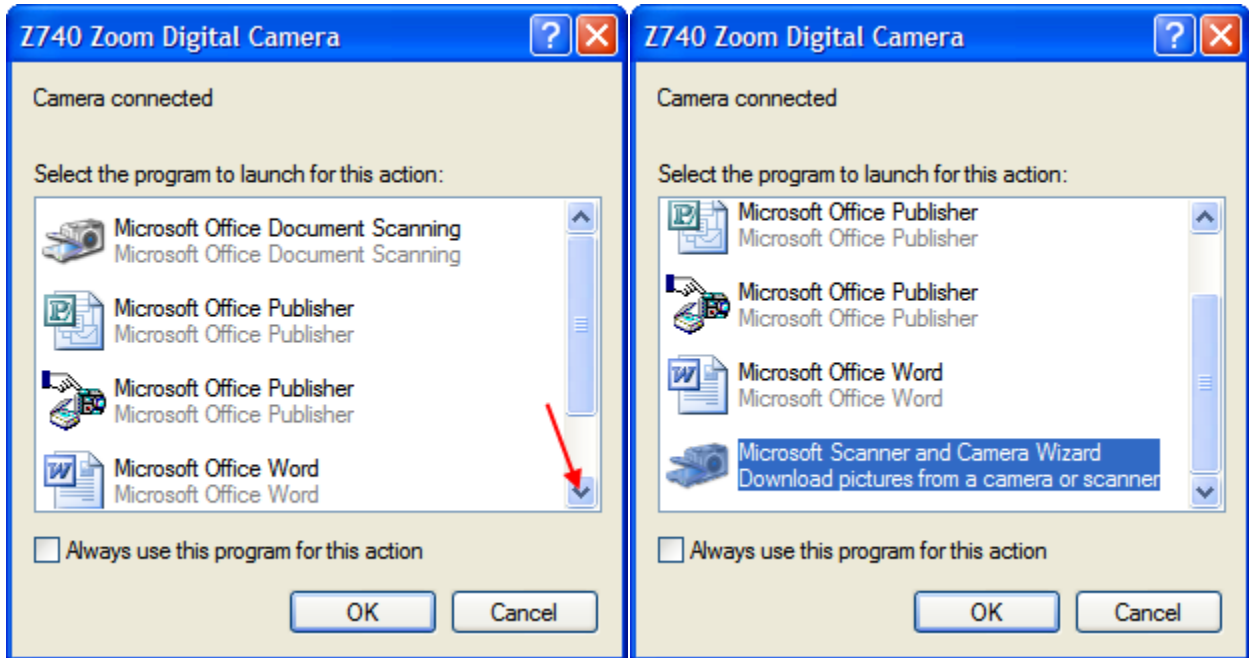 Z740 Zoom Digital Camera
Camera connected
Select the program to launch for this action:
Microsoft Office Document Scanning
Microsoft Office Document Scanning
Microsoft Office Publisher
Microsoft Office Publisher
Microsoft Office Publisher
Microsoft Office Publisher
Microsoft Office Word
Microsoft Office Word
Always use this program for this action
OK
Cancel
Z740 Zoom Digital Camera
Camera connected
Select the program to launch for this action:
Microsoft Office Publisher
Microsoft Office Publisher
Microsoft Office Publisher
Microsoft Office Publisher
Microsoft Office Word
Microsoft Office Word
Microsoft Scanner and Camera Wizard
Download pictures from a camera or scanner
Always use this program for this action
OK
Cancel